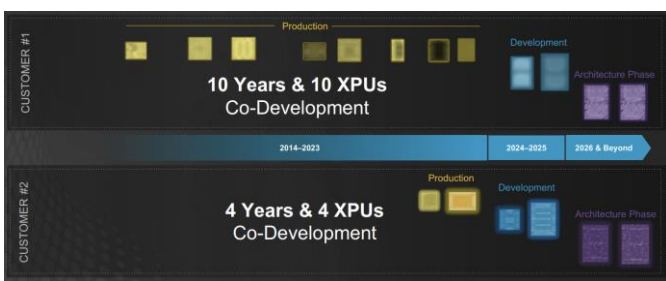 Production
CUSTOMER #1
Development
Architecture Phase
10 Years & 10 XPUs
Co-Development
2014–2023
2024–2025
2026 & Beyond
CUSTOMER #2
Production
Development
Architecture Phase
4 Years & 4 XPUs
Co-Development